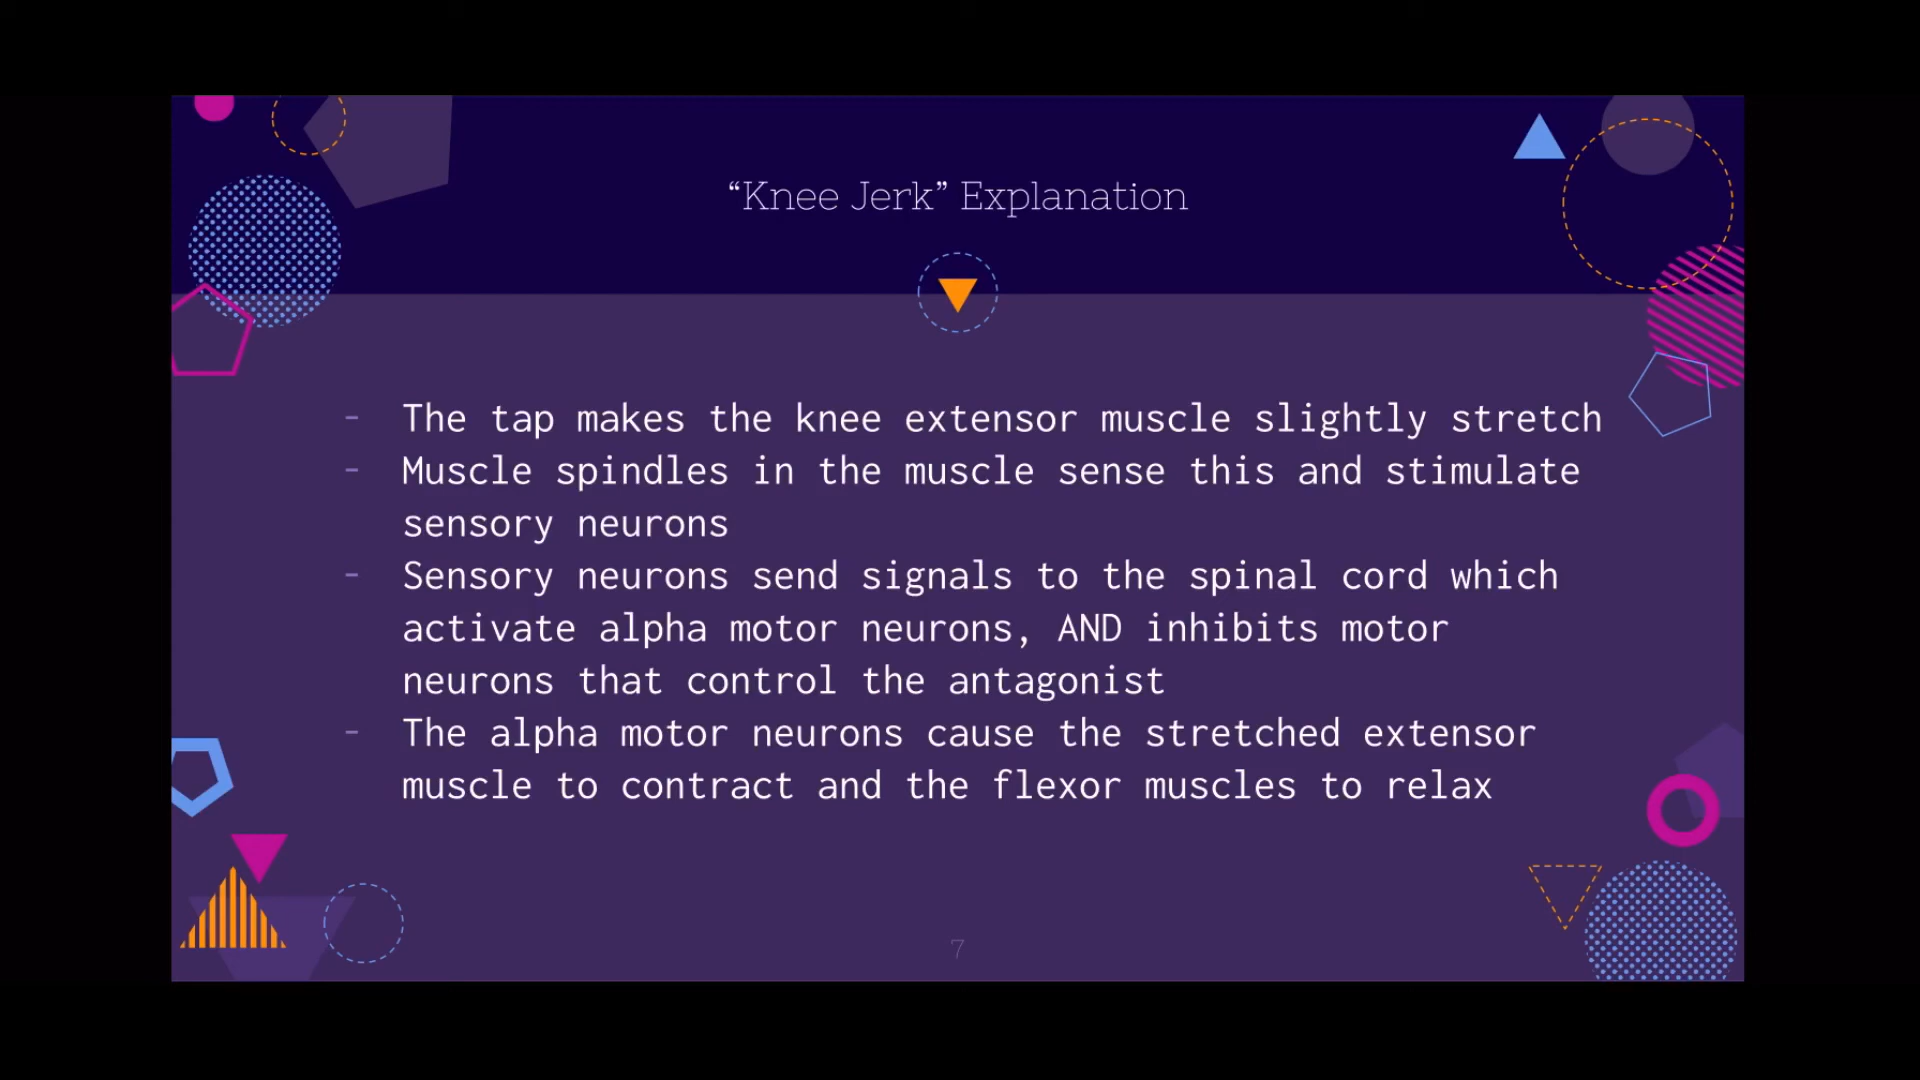 “Knee Jerk” Explanation
- The tap makes the knee extensor muscle slightly stretch
- Muscle spindles in the muscle sense this and stimulate
sensory neurons
- Sensory neurons send signals to the spinal cord which
activate alpha motor neurons, AND inhibits motor
neurons that control the antagonist
- The alpha motor neurons cause the stretched extensor
muscle to contract and the flexor muscles to relax
7